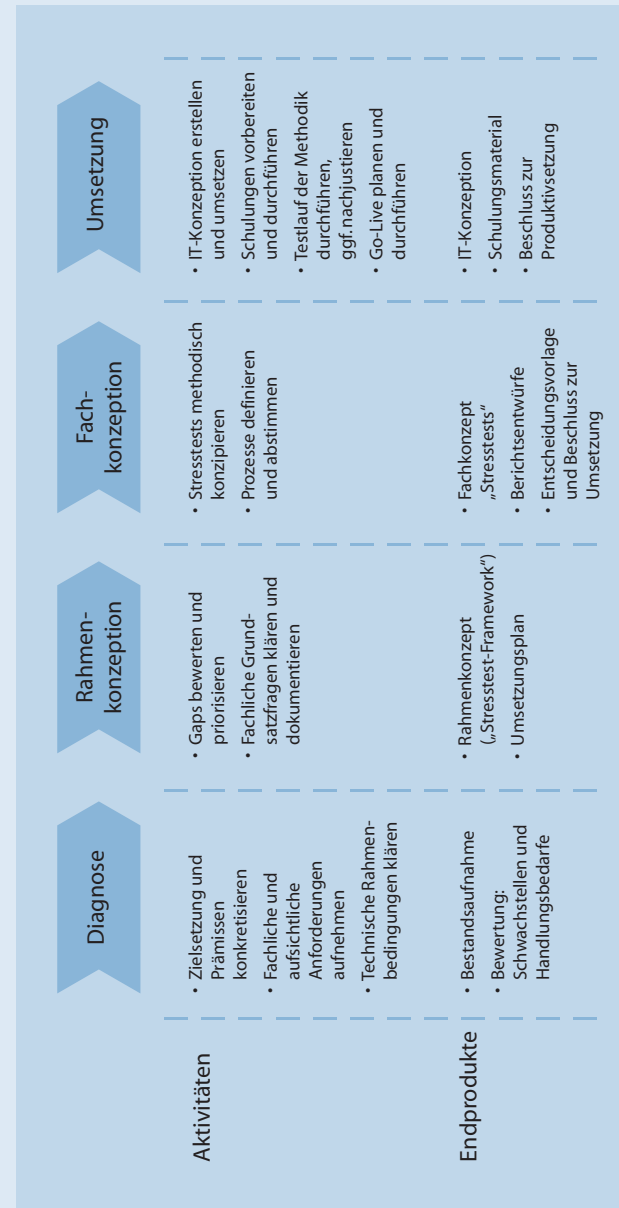 Diagnose
Rahmen-
konzeption
Fach-
konzeption
Umsetzung
Aktivitäten
• Zielsetzung und
Prämissen
konkretisieren
• Fachliche und
aufsichtliche
Anforderungen
aufnehmen
• Technische Rahmen-
bedingungen klären
• Gaps bewerten und
priorisieren
• Fachliche Grund-
satzfragen klären und
dokumentieren
• Stresstests methodisch
konzipieren
• Prozesse definieren
und abstimmen
• IT-Konzeption erstellen
und umsetzen
• Schulungen vorbereiten
und durchführen
• Testlauf der Methodik
durchführen,
ggf. nachjustieren
• Go-Live planen und
durchführen
Endprodukte
• Bestandsaufnahme
• Bewertung:
Schwachstellen und
Handlungsbedarfe
• Rahmenkonzept
(„Stresstest-Framework“)
• Umsetzungsplan
• Fachkonzept
„Stresstests“
• Berichtsentwürfe
• Entscheidungsvorlage
und Beschluss zur
Umsetzung
• IT-Konzeption
• Schulungsmaterial
• Beschluss zur
Produktivsetzung